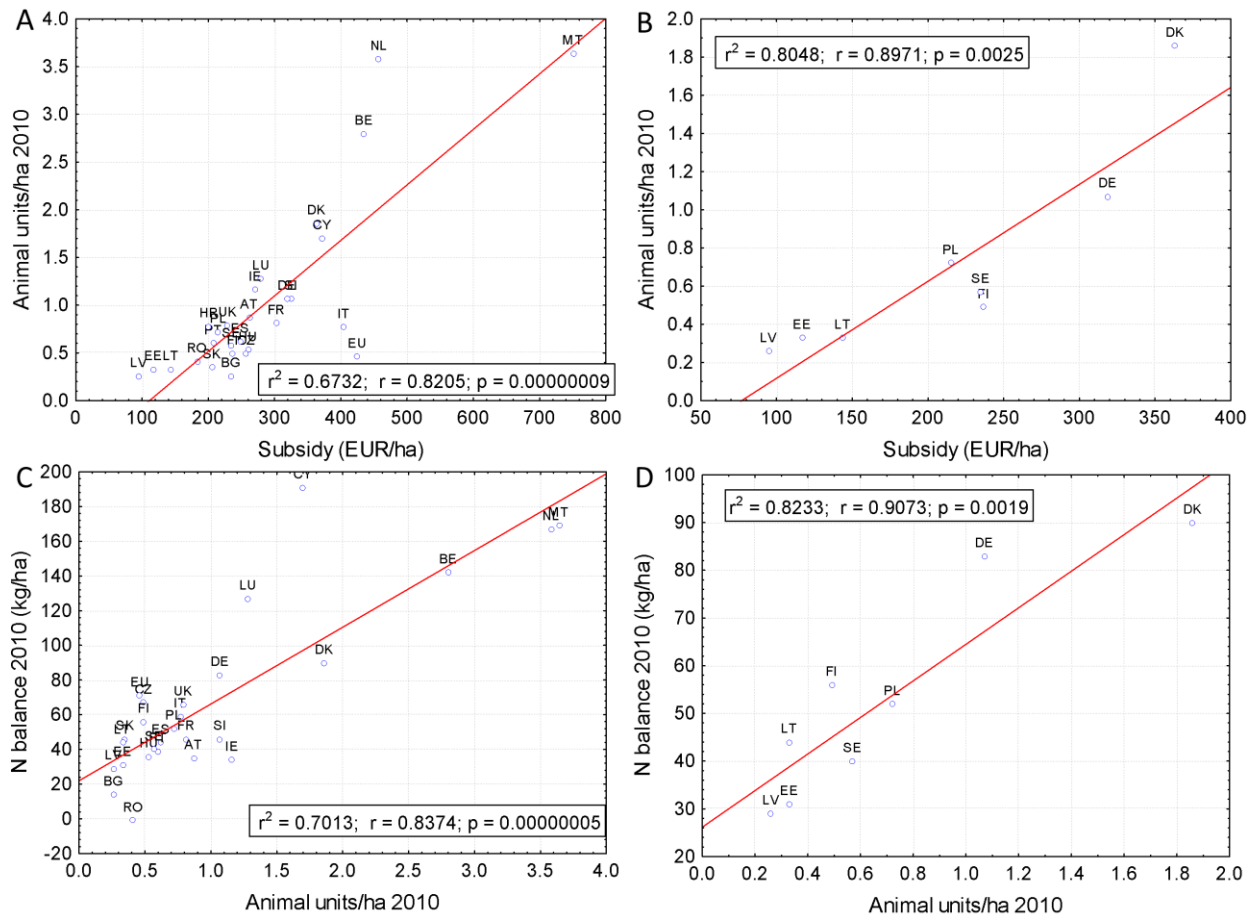 A
4.0
3.5
3.0
2.5
2.0
1.5
1.0
0.5
0.0
Animal units/ha 2010
NL
MT
BE
DK
CY
LU
IE
AT
FR
IT
EU
HR
UK
PL
PT
ES
RO
SK
BG
LV
EE
LT
r² = 0.6732; r = 0.8205; p = 0.00000009
0 100 200 300 400 500 600 700 800
Subsidy (EUR/ha)
B
2.0
1.8
1.6
1.4
1.2
1.0
0.8
0.6
0.4
0.2
0.0
Animal units/ha 2010
r² = 0.8048; r = 0.8971; p = 0.0025
DK
DE
PL
SE
FI
LV
EE
LT
50 100 150 200 250 300 350 400
Subsidy (EUR/ha)
C
200
180
160
140
120
100
80
60
40
20
0
-20
N balance 2010 (kg/ha)
CY
NL
MT
BE
LU
DK
DE
EU
CZ
FI
UK
IT
PL
ES
FR
SI
AT
IE
SK
LT
HU
EE
LV
BG
RO
r² = 0.7013; r = 0.8374; p = 0.00000005
0.0 0.5 1.0 1.5 2.0 2.5 3.0 3.5 4.0
Animal units/ha 2010
D
100
90
80
70
60
50
40
30
20
N balance 2010 (kg/ha)
r² = 0.8233; r = 0.9073; p = 0.0019
DK
DE
FI
PL
LT
SE
EE
LV
0.0 0.2 0.4 0.6 0.8 1.0 1.2 1.4 1.6 1.8 2.0
Animal units/ha 2010